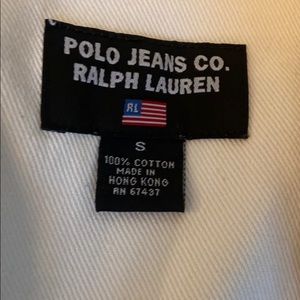 POLO JEANS CO.
RALPH LAUREN
RL
S
100% COTTON
MADE IN
HONG KONG
RN 67437